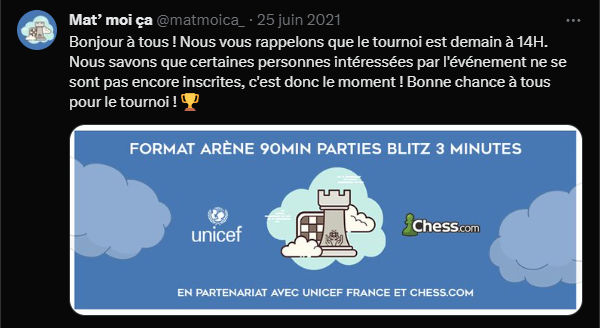 Mat’ moi ça @matmoica_ · 25 juin 2021
Bonjour à tous ! Nous vous rappelons que le tournoi est demain à 14H.
Nous savons que certaines personnes intéressées par l'événement ne se
sont pas encore inscrites, c'est donc le moment ! Bonne chance à tous
pour le tournoi ! 🏆
FORMAT ARÈNE 90MIN PARTIES BLITZ 3 MINUTES
unicef
Chess.com
EN PARTENARIAT AVEC UNICEF FRANCE ET CHESS.COM